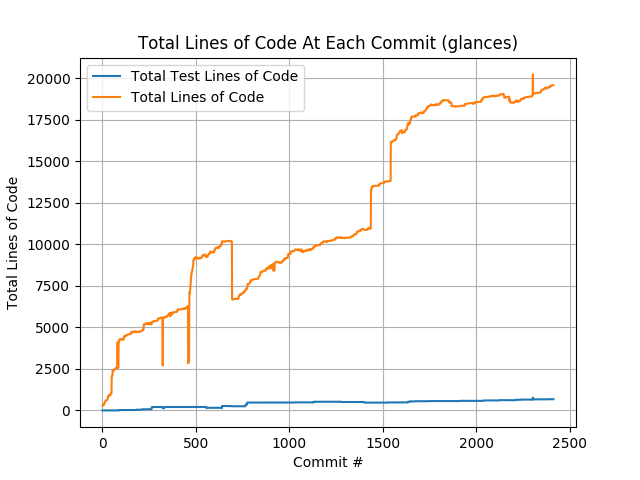 Total Lines of Code At Each Commit (glances)
Total Test Lines of Code
Total Lines of Code
20000
17500
15000
12500
10000
7500
5000
2500
0
Total Lines of Code
0 500 1000 1500 2000 2500
Commit #